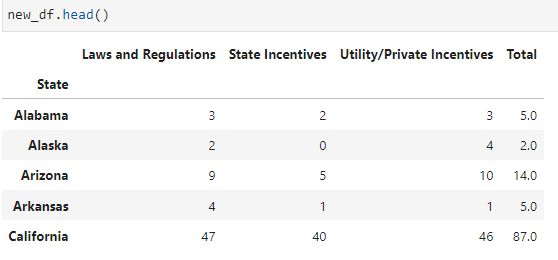 new_df.head()
Laws and Regulations State Incentives Utility/Private Incentives Total
State
Alabama 3 2 3 5.0
Alaska 2 0 4 2.0
Arizona 9 5 10 14.0
Arkansas 4 1 1 5.0
California 47 40 46 87.0